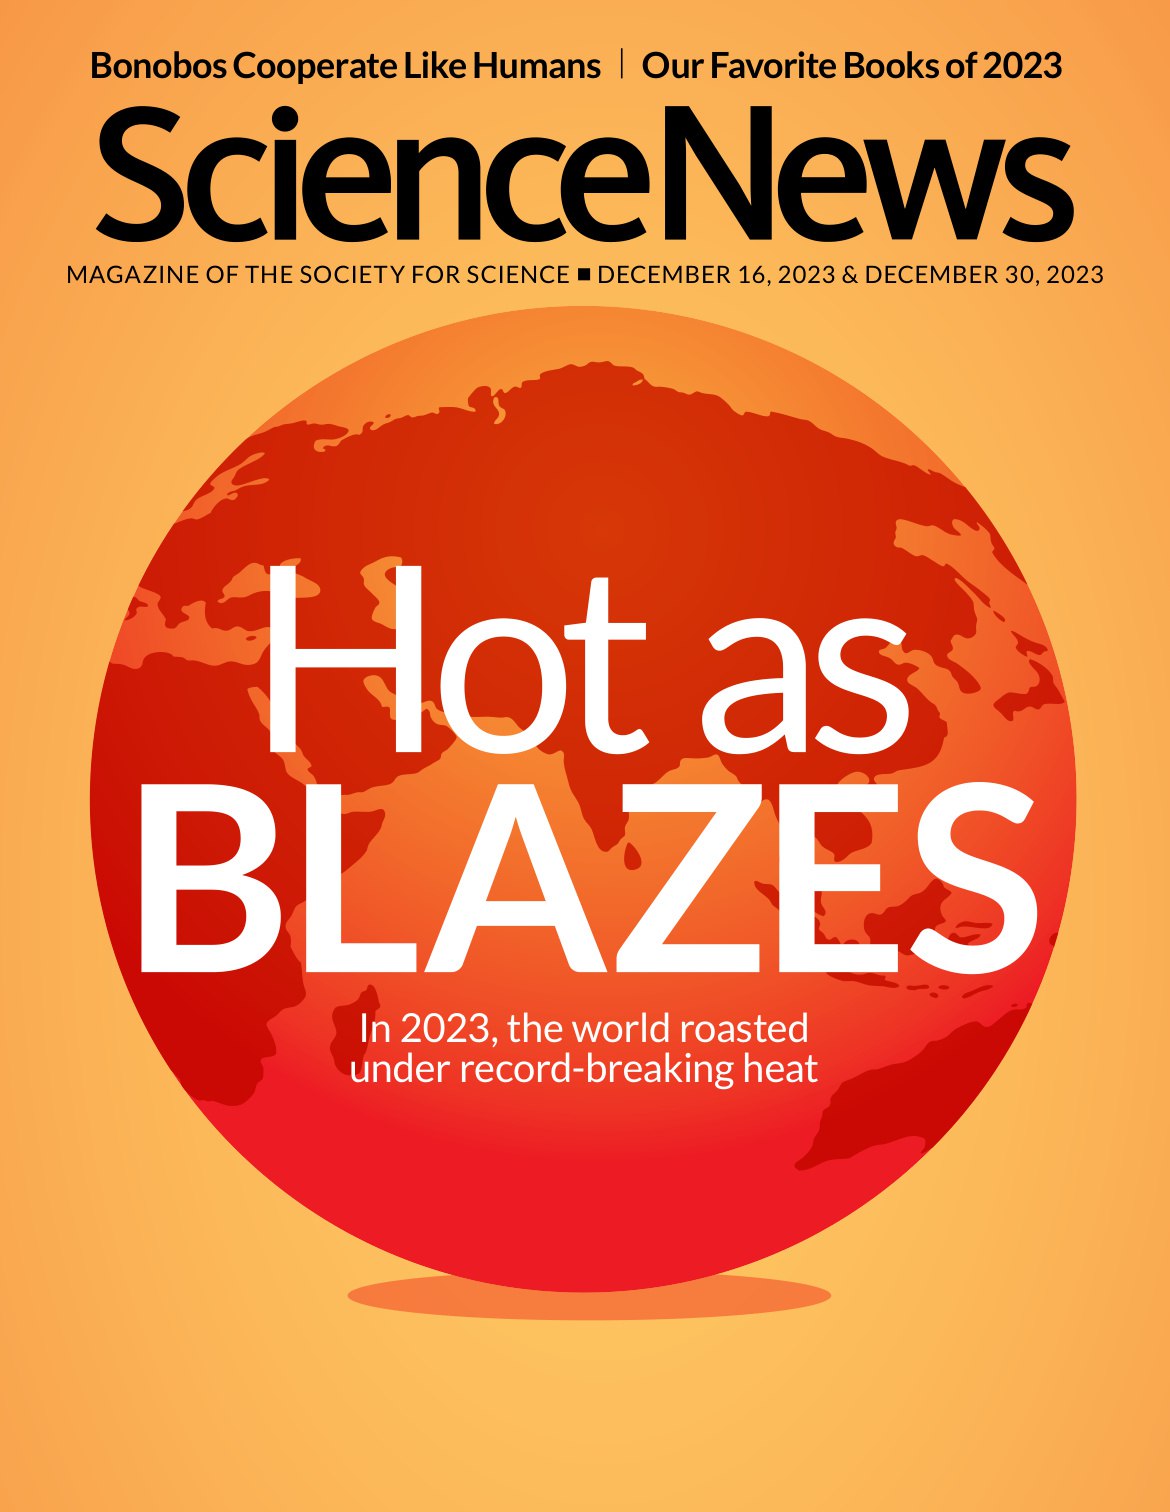 Bonobos Cooperate Like Humans | Our Favorite Books of 2023
ScienceNews
MAGAZINE OF THE SOCIETY FOR SCIENCE ■ DECEMBER 16, 2023 & DECEMBER 30, 2023
Hot as
BLAZES
In 2023, the world roasted
under record-breaking heat